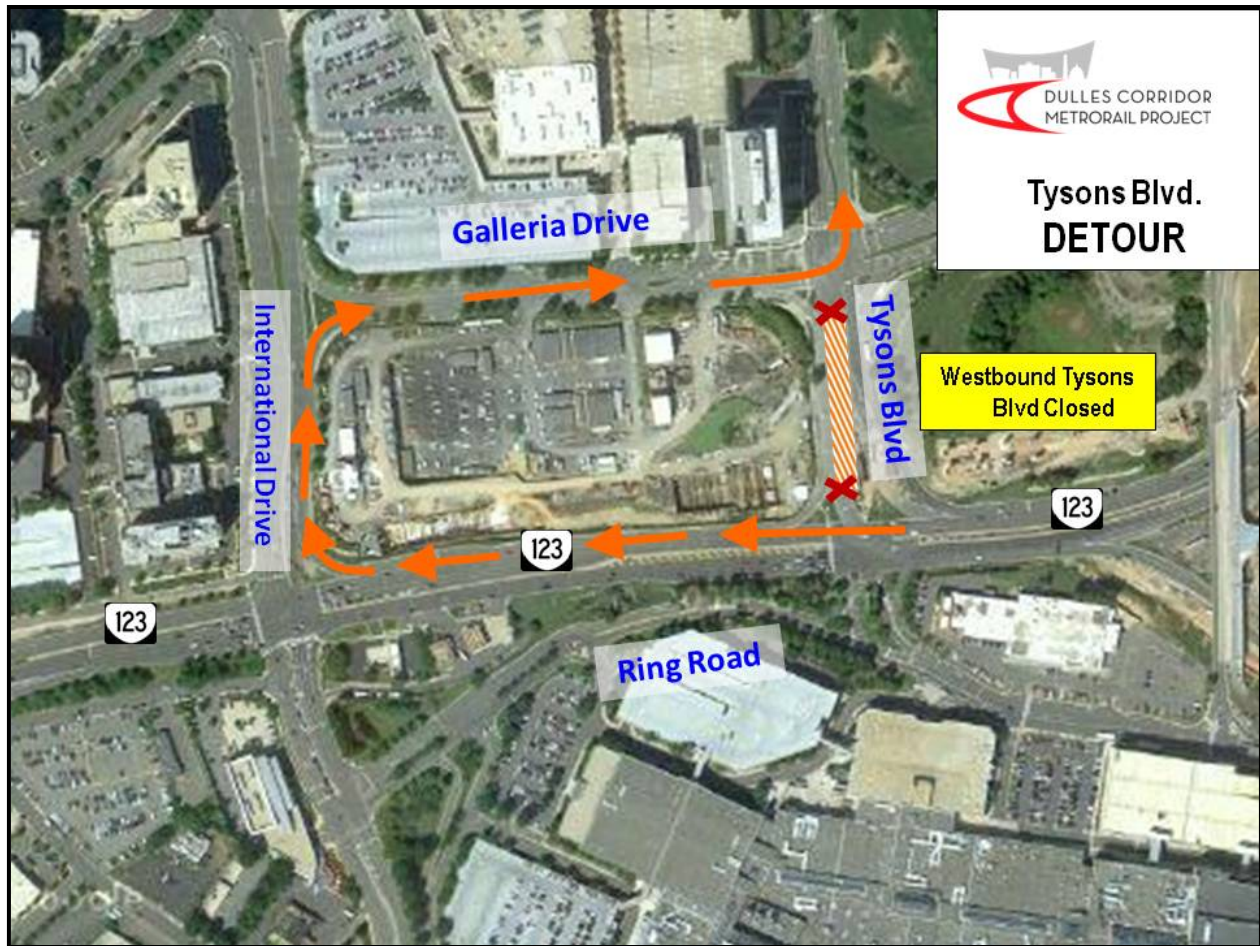 DULLES CORRIDOR
METRORAIL PROJECT
Tysons Blvd.
DETOUR
Galleria Drive
International Drive
Tysons Blvd
Westbound Tysons
Blvd Closed
123
123
123
Ring Road